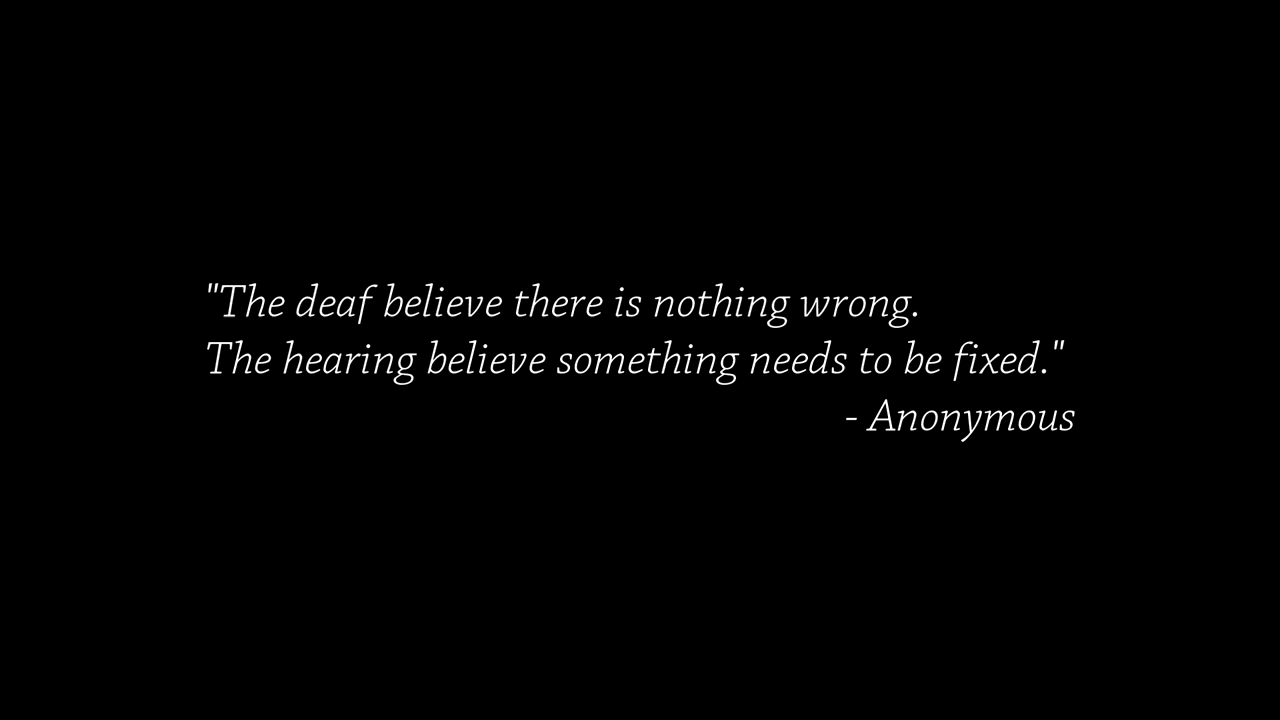 "The deaf believe there is nothing wrong.
The hearing believe something needs to be fixed."
- Anonymous